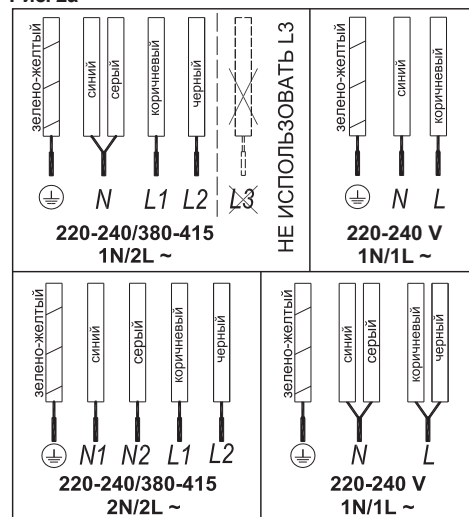 Рис. 2а
зелено-желтый
синий
серый
коричневый
черный
N
L1
L2
L3
НЕ ИСПОЛЬЗОВАТЬ L3
220-240/380-415
1N/2L ~
зелено-желтый
синий
коричневый
N
L
220-240 V
1N/1L ~
зелено-желтый
синий
серый
коричневый
черный
N1
N2
L1
L2
220-240/380-415
2N/2L ~
зелено-желтый
синий
серый
коричневый
черный
N
L
220-240 V
1N/1L ~